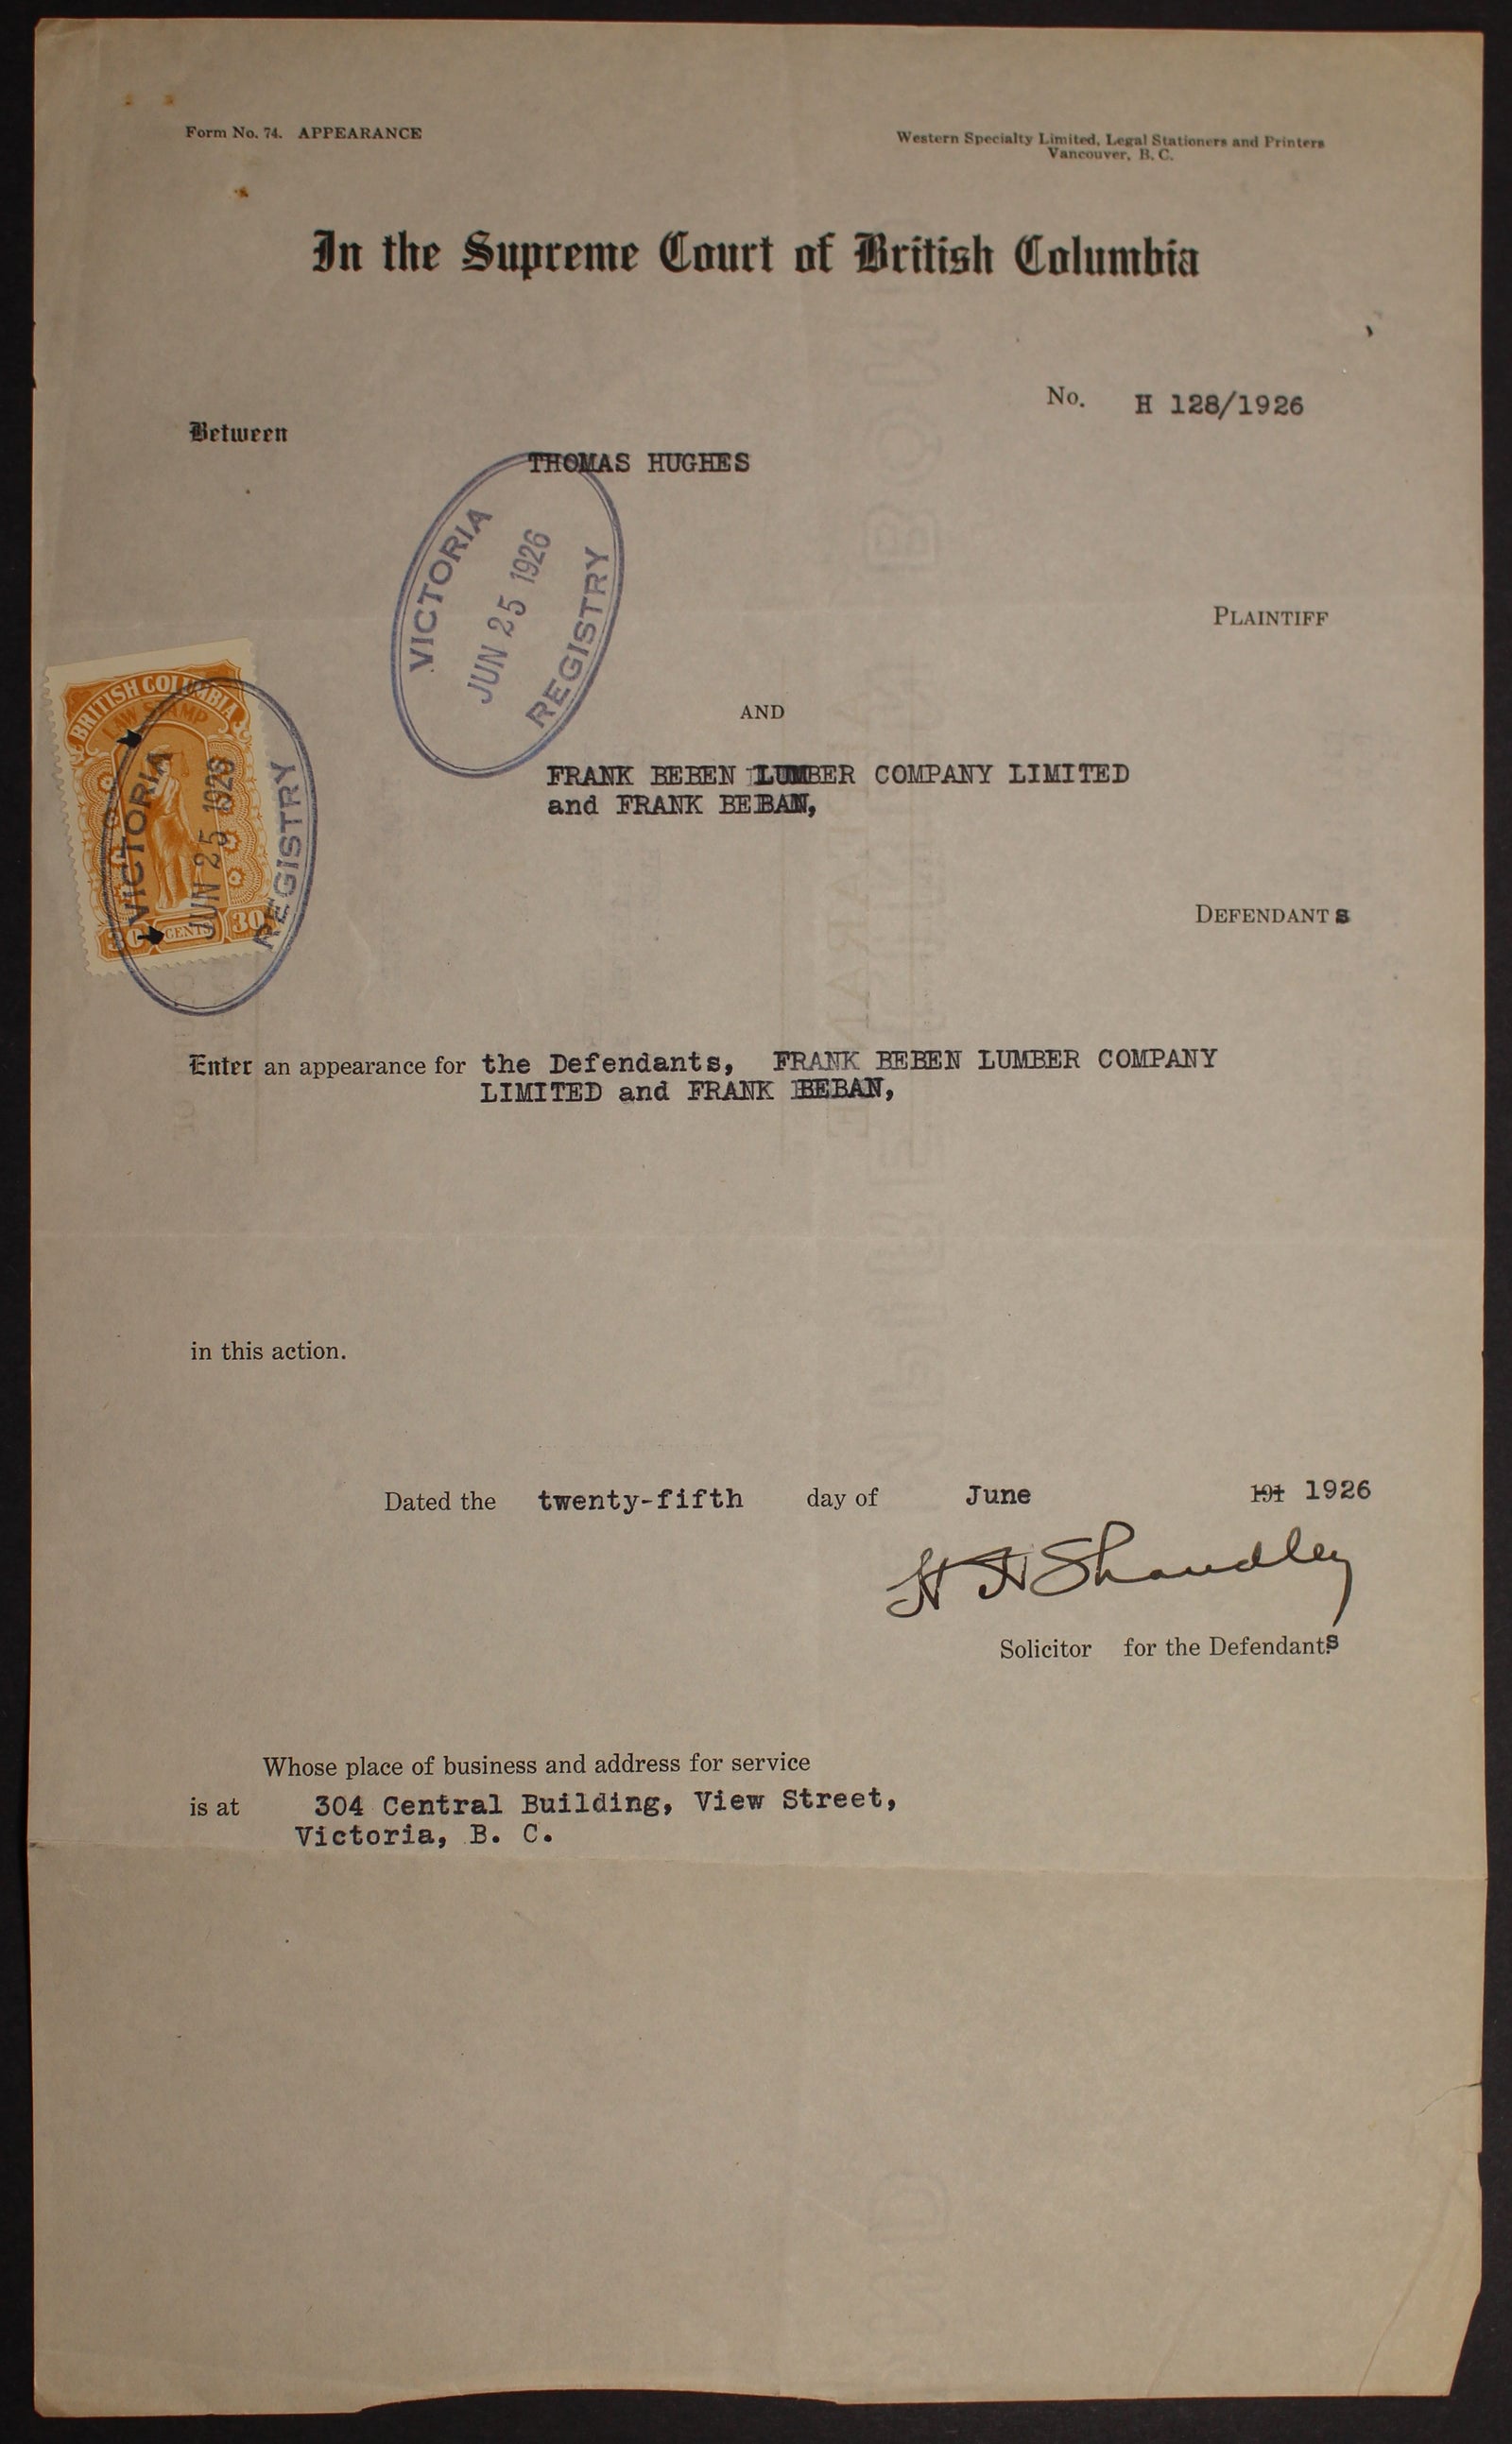 Form No. 74. APPEARANCE
Western Specialty Limited, Legal Stationers and Printers
Vancouver, B. C.
In the Supreme Court of British Columbia
No. H 128/1926
Between
THOMAS HUGHES
VICTORIA
JUN 25 1926
REGISTRY
PLAINTIFF
AND
FRANK BEBEN LUMBER COMPANY LIMITED
and FRANK BEBAN,
BRITISH COLUMBIA
LAW STAMP
30 CENTS 30
VICTORIA
JUN 25 1926
REGISTRY
DEFENDANTS
Enter an appearance for the Defendants, FRANK BEBEN LUMBER COMPANY
LIMITED and FRANK BEBAN,
in this action.
Dated the twenty-fifth day of June 191 1926
H H Shandley
Solicitor for the Defendants
Whose place of business and address for service
is at 304 Central Building, View Street,
Victoria, B. C.